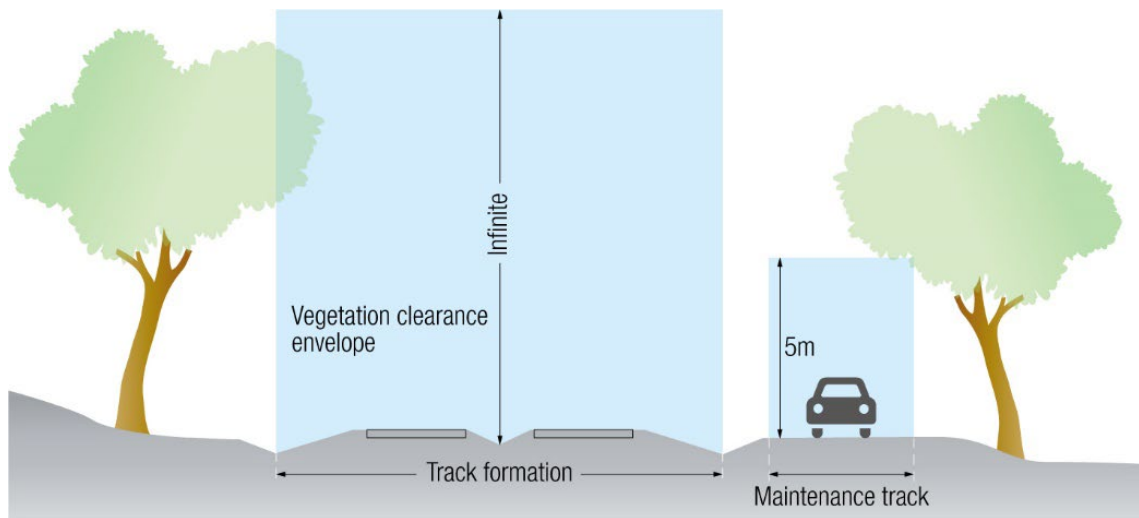 Infinite
Vegetation clearance
envelope
5m
Track formation
Maintenance track